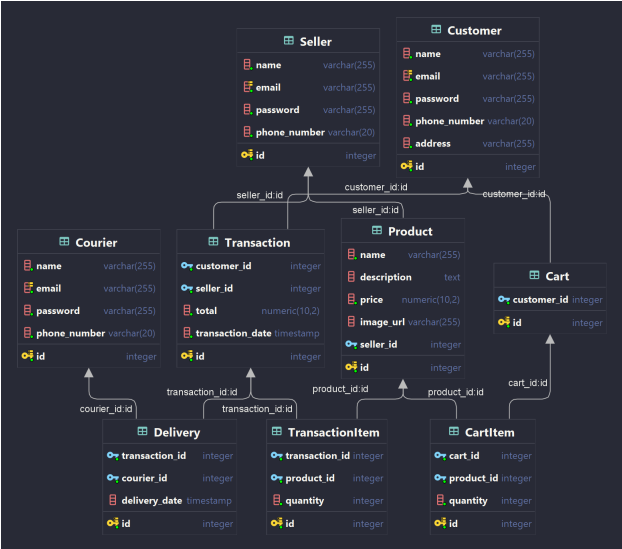 Seller
name varchar(255)
email varchar(255)
password varchar(255)
phone_number varchar(20)
id integer
Customer
name varchar(255)
email varchar(255)
password varchar(255)
phone_number varchar(20)
address varchar(255)
id integer
seller_id:id
customer_id:id
customer_id:id
seller_id:id
Courier
name varchar(255)
email varchar(255)
password varchar(255)
phone_number varchar(20)
id integer
Transaction
customer_id integer
seller_id integer
total numeric(10,2)
transaction_date timestamp
id integer
Product
name varchar(255)
description text
price numeric(10,2)
image_url varchar(255)
seller_id integer
id integer
Cart
customer_id integer
id integer
courier_id:id
transaction_id:id
transaction_id:id
product_id:id
product_id:id
cart_id:id
Delivery
transaction_id integer
courier_id integer
delivery_date timestamp
id integer
TransactionItem
transaction_id integer
product_id integer
quantity integer
id integer
CartItem
cart_id integer
product_id integer
quantity integer
id integer